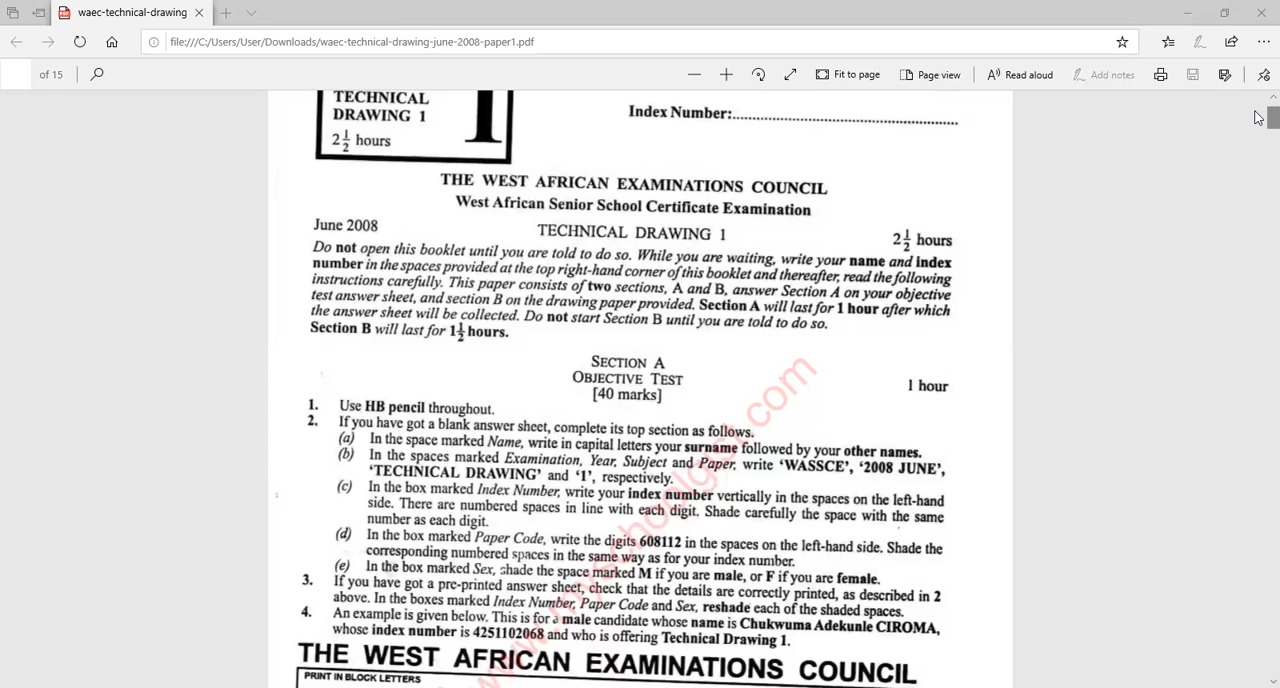 waec-technical-drawing
file:///C:/Users/User/Downloads/waec-technical-drawing-june-2008-paper1.pdf
of 15
Fit to page
Page view
Read aloud
Add notes
TECHNICAL
DRAWING 1
2 1/2 hours
1
Index Number:
THE WEST AFRICAN EXAMINATIONS COUNCIL
West African Senior School Certificate Examination
June 2008
TECHNICAL DRAWING 1
2 1/2 hours
Do not open this booklet until you are told to do so. While you are waiting, write your name and index
number in the spaces provided at the top right-hand corner of this booklet and thereafter, read the following
instructions carefully. This paper consists of two sections, A and B, answer Section A on your objective
test answer sheet, and section B on the drawing paper provided. Section A will last for 1 hour after which
the answer sheet will be collected. Do not start Section B until you are told to do so.
Section B will last for 1 1/2 hours.
SECTION A
OBJECTIVE TEST
[40 marks]
1 hour
1. Use HB pencil throughout.
2. If you have got a blank answer sheet, complete its top section as follows.
(a) In the space marked Name, write in capital letters your surname followed by your other names.
(b) In the spaces marked Examination, Year, Subject and Paper, write ‘WASSCE’, ‘2008 JUNE’,
‘TECHNICAL DRAWING’ and ‘1’, respectively.
(c) In the box marked Index Number, write your index number vertically in the spaces on the left-hand
side. There are numbered spaces in line with each digit. Shade carefully the space with the same
number as each digit.
(d) In the box marked Paper Code, write the digits 608112 in the spaces on the left-hand side. Shade the
corresponding numbered spaces in the same way as for your index number.
(e) In the box marked Sex, shade the space marked M if you are male, or F if you are female.
3. If you have got a pre-printed answer sheet, check that the details are correctly printed, as described in 2
above. In the boxes marked Index Number, Paper Code and Sex, reshade each of the shaded spaces.
4. An example is given below. This is for a male candidate whose name is Chukwuma Adekunle CIROMA,
whose index number is 4251102068 and who is offering Technical Drawing 1.
THE WEST AFRICAN EXAMINATIONS COUNCIL
PRINT IN BLOCK LETTERS
www.myschoolgist.com